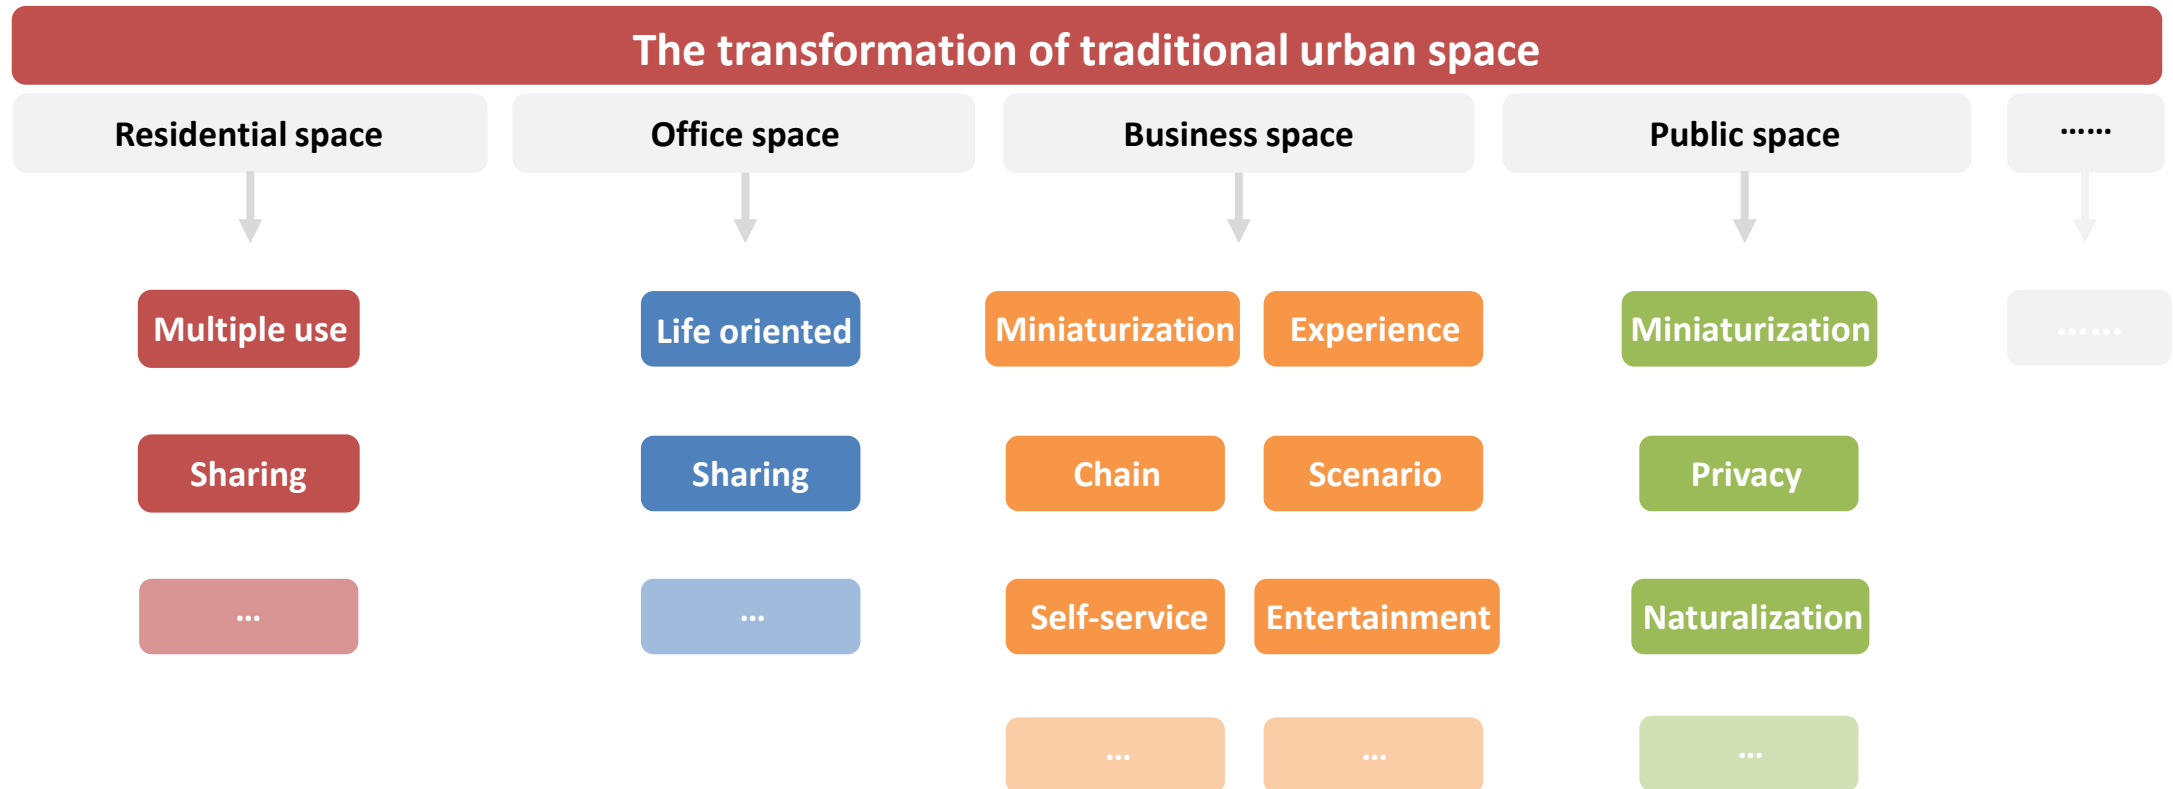 The transformation of traditional urban space
Residential space
Office space
Business space
Public space
......
Multiple use
Life oriented
Miniaturization
Experience
Miniaturization
......
Sharing
Sharing
Chain
Scenario
Privacy
...
...
Self-service
Entertainment
Naturalization
...
...
...